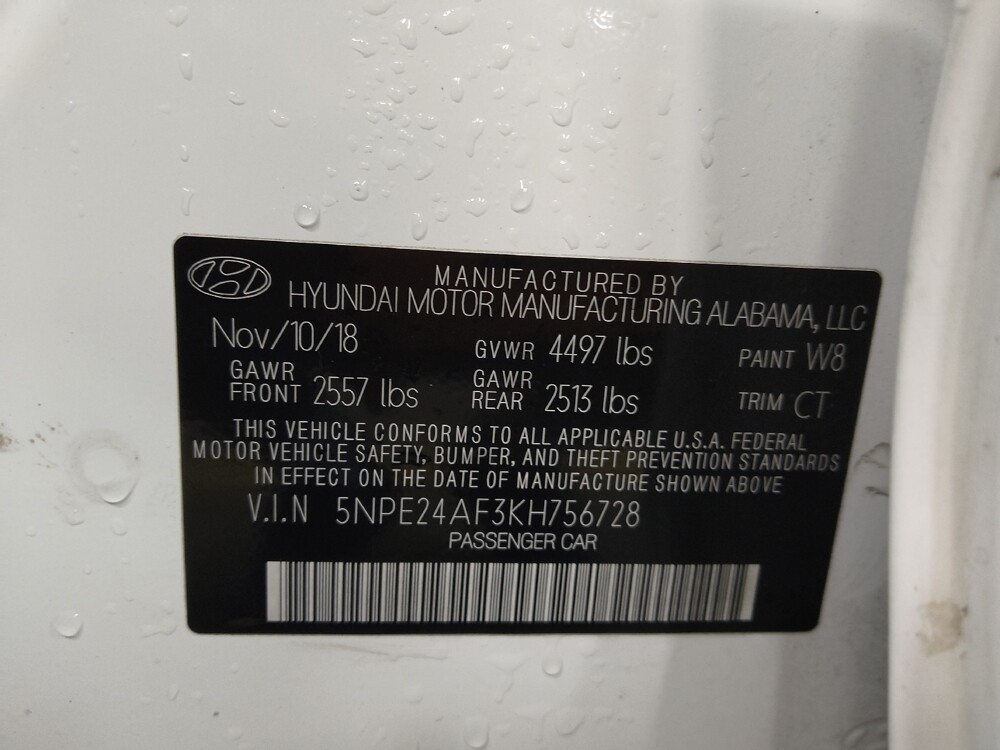 MANUFACTURED BY
HYUNDAI MOTOR MANUFACTURING ALABAMA, LLC
Nov/10/18 GVWR 4497 lbs PAINT W8
GAWR FRONT 2557 lbs GAWR REAR 2513 lbs TRIM CT
THIS VEHICLE CONFORMS TO ALL APPLICABLE U.S.A. FEDERAL
MOTOR VEHICLE SAFETY, BUMPER, AND THEFT PREVENTION STANDARDS
IN EFFECT ON THE DATE OF MANUFACTURE SHOWN ABOVE
V.I.N 5NPE24AF3KH756728
PASSENGER CAR